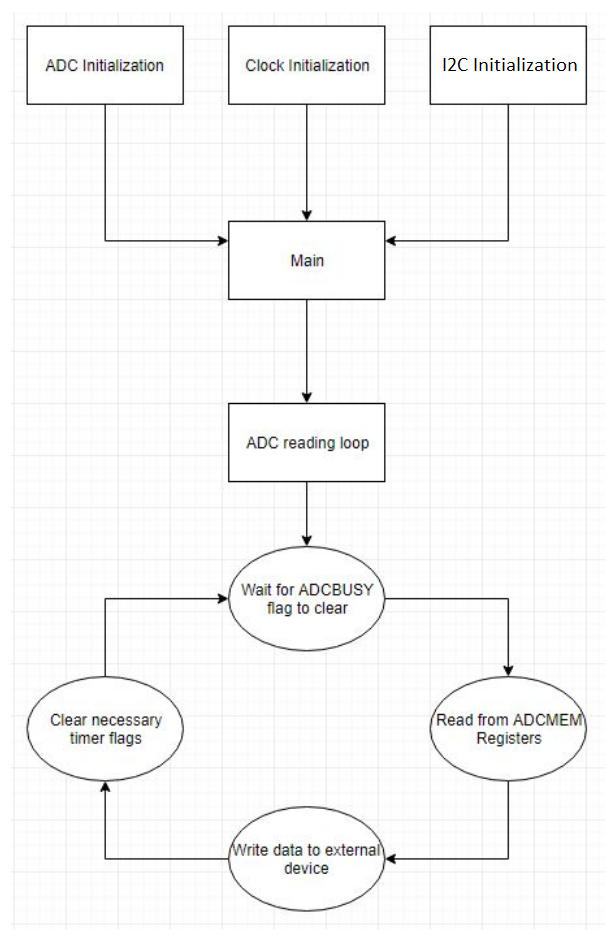 ADC Initialization
Clock Initialization
I2C Initialization
Main
ADC reading loop
Wait for ADCBUSY
flag to clear
Clear necessary
timer flags
Read from ADCMEM
Registers
Write data to external
device